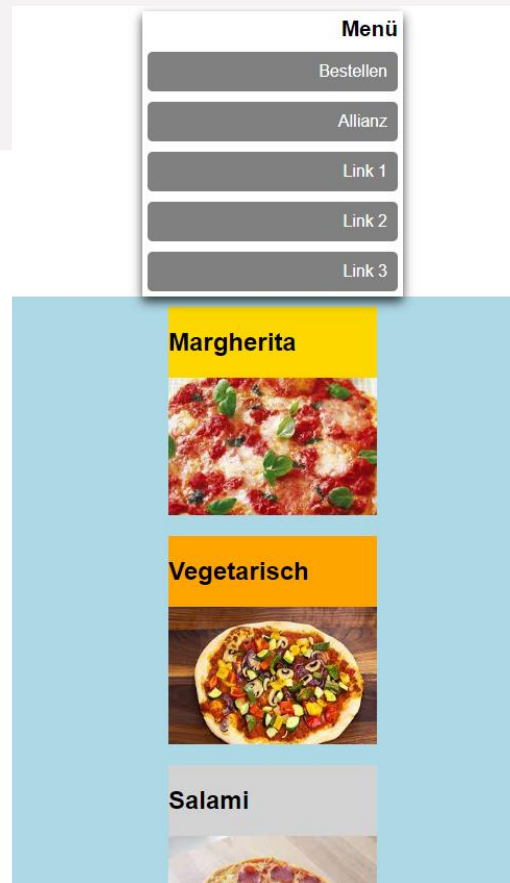 Menü
Bestellen
Allianz
Link 1
Link 2
Link 3
Margherita
Vegetarisch
Salami